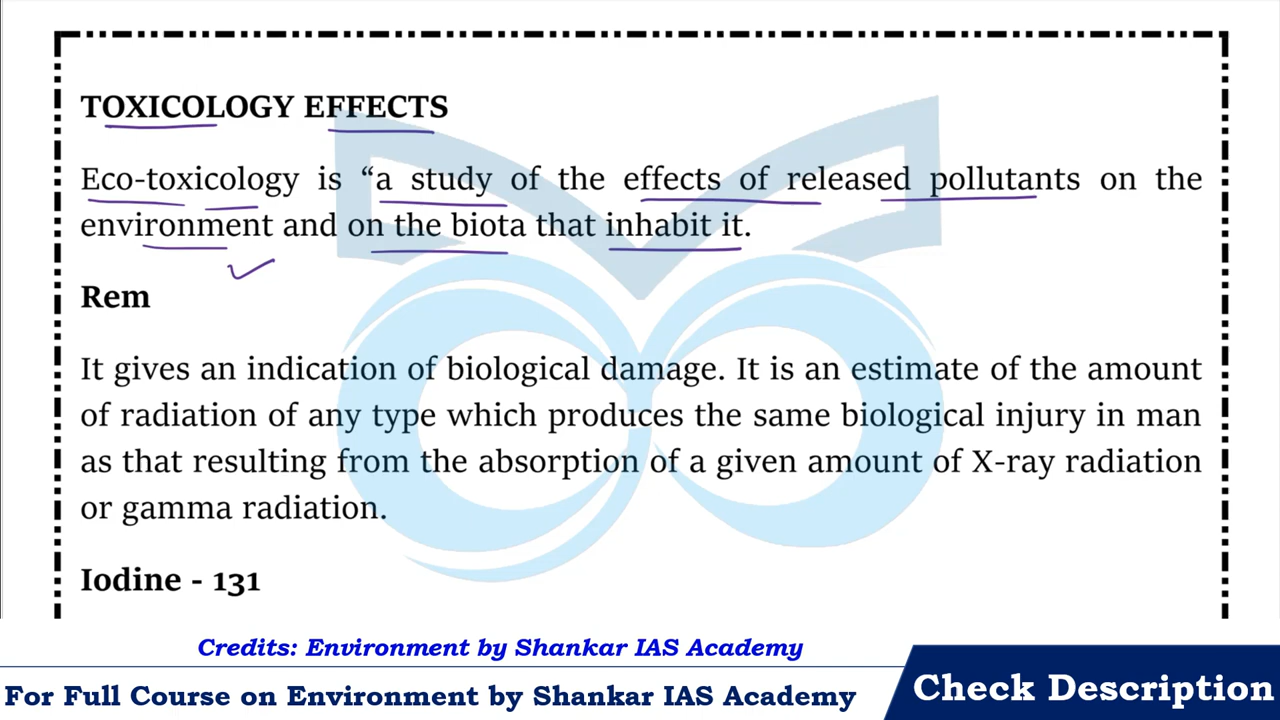 TOXICOLOGY EFFECTS
Eco-toxicology is “a study of the effects of released pollutants on the
environment and on the biota that inhabit it.
Rem
It gives an indication of biological damage. It is an estimate of the amount
of radiation of any type which produces the same biological injury in man
as that resulting from the absorption of a given amount of X-ray radiation
or gamma radiation.
Iodine - 131
Credits: Environment by Shankar IAS Academy
For Full Course on Environment by Shankar IAS Academy
Check Description